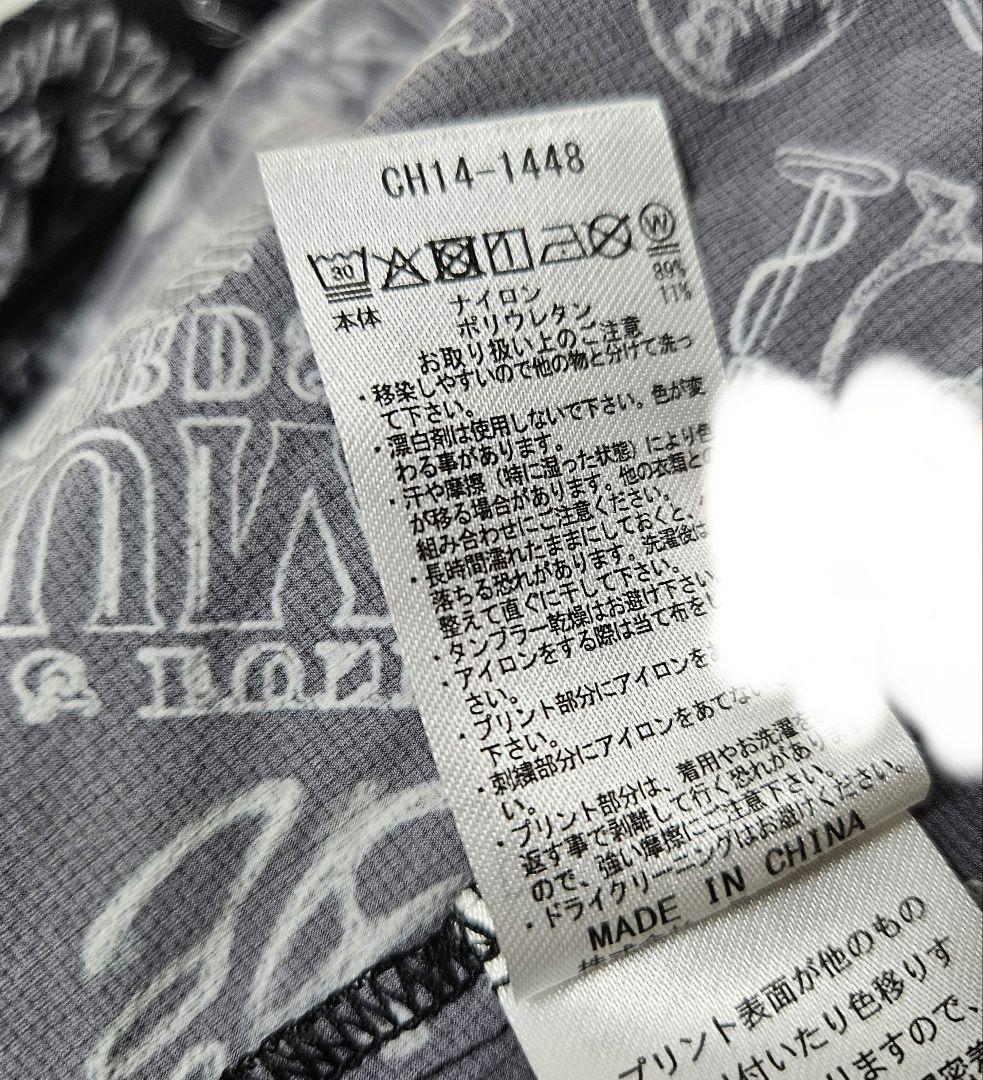 CH14-1448
30
W
本体
ナイロン 89%
ポリウレタン 11%
お取り扱い上のご注意
・移染しやすいので他の物と分けて洗っ
て下さい。
・漂白剤は使用しないで下さい。色が変
わる事があります。
・汗や摩擦（特に湿った状態）により色
が移る場合があります。他の衣類との
組み合わせにご注意ください。
・長時間濡れたままにしておくと、
落ちる恐れがあります。洗濯後は
整えて直ぐに干して下さい。
・タンブラー乾燥はお避け下さい
・アイロンをする際は当て布を
さい。
・プリント部分にアイロンを
下さい。
・刺繍部分にアイロンをあてない
い。
・プリント部分は、着用やお洗濯を
返す事で剥離して行く恐れがあります
ので、強い摩擦にご注意下さい。
・ドライクリーニングはお避けください。
MADE IN CHINA
プリント表面が他のもの
付いたり色移りす
りますので、
密着